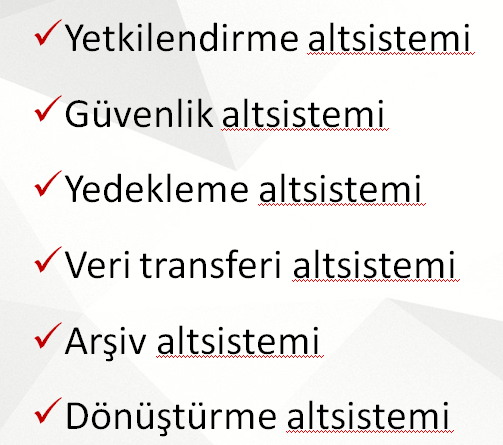 ✓Yetkilendirme altsistemi
✓Güvenlik altsistemi
✓Yedekleme altsistemi
✓Veri transferi altsistemi
✓Arşiv altsistemi
✓Dönüştürme altsistemi